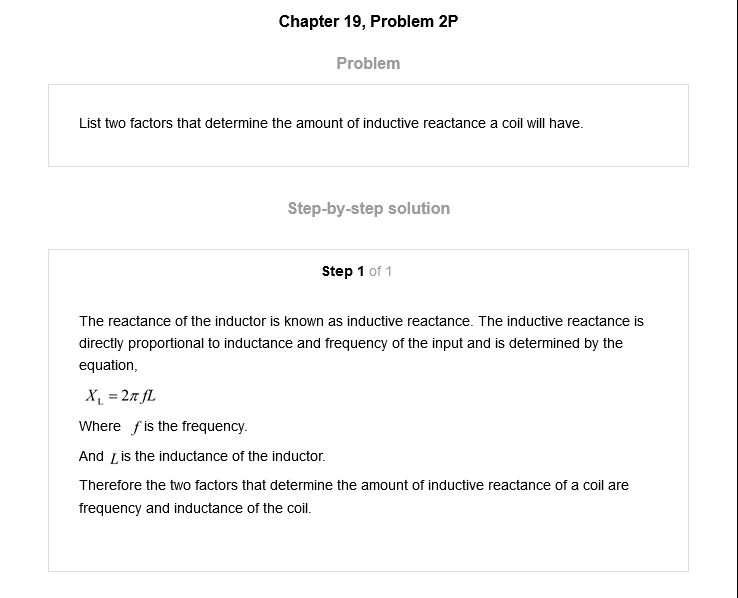 Chapter 19, Problem 2P
Problem
List two factors that determine the amount of inductive reactance a coil will have.
Step-by-step solution
Step 1 of 1
The reactance of the inductor is known as inductive reactance. The inductive reactance is
directly proportional to inductance and frequency of the input and is determined by the
equation,
X_L = 2π fL
Where f is the frequency.
And L is the inductance of the inductor.
Therefore the two factors that determine the amount of inductive reactance of a coil are
frequency and inductance of the coil.